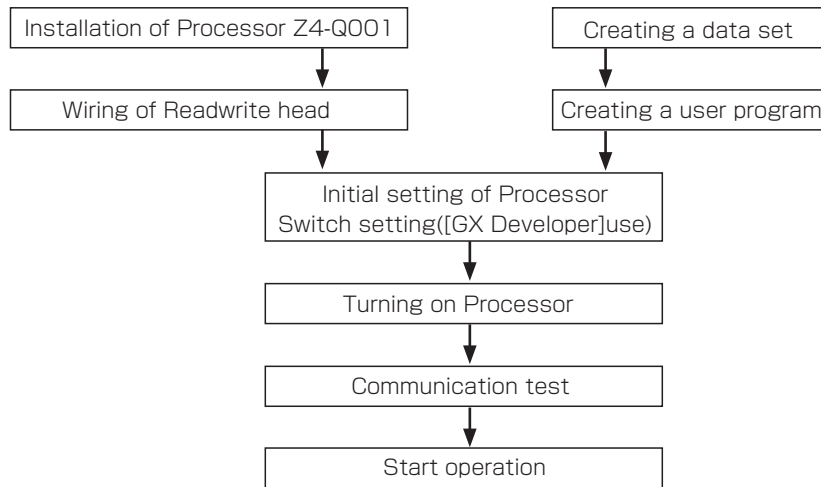 Installation of Processor Z4-Q001
Creating a data set
Wiring of Readwrite head
Creating a user program
Initial setting of Processor
Switch setting([GX Developer]use)
Turning on Processor
Communication test
Start operation